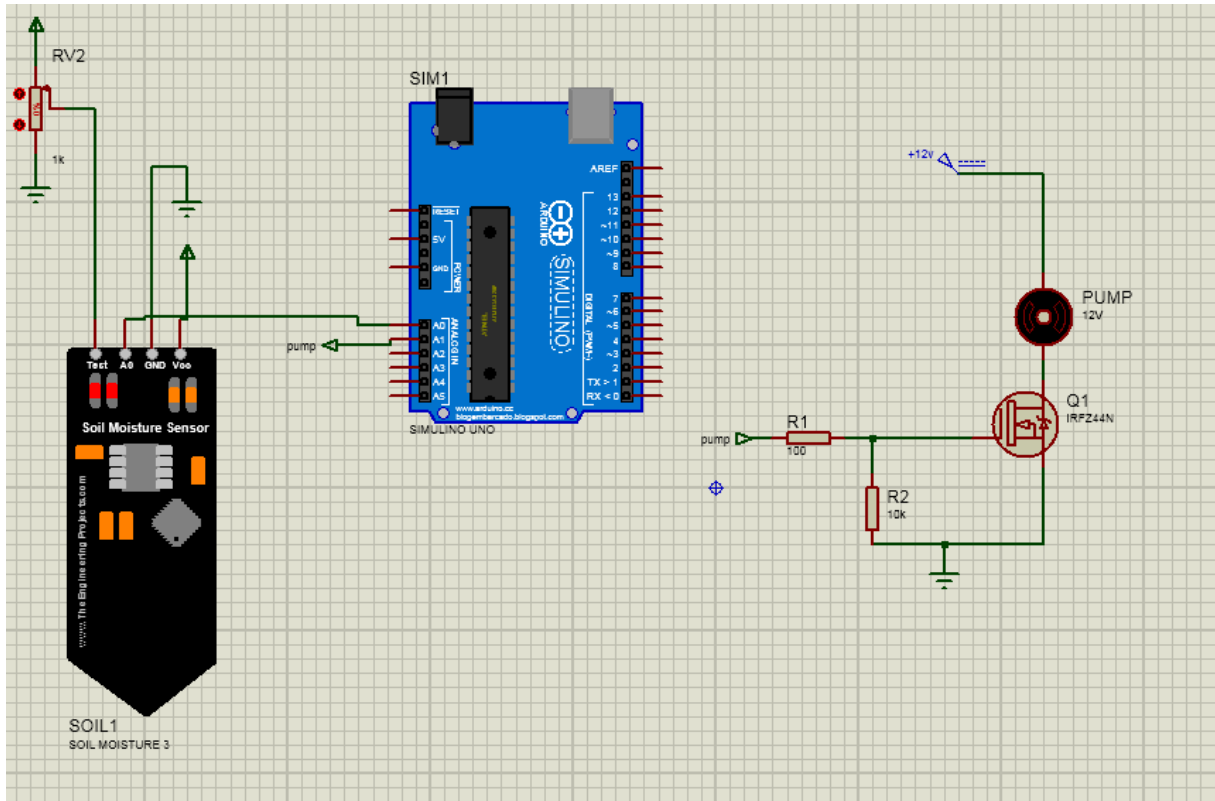 RV2
0%
1k
SIM1
AREF
13
12
~11
~10
~9
8
RESET
5V
GND
POWER
ARDUINO
SIMULINO
7
~6
~5
4
~3
2
TX > 1
RX < 0
DIGITAL (PWM~)
A0
A1
A2
A3
A4
A5
ANALOG IN
www.arduino.cc
blogembarcado.blogspot.com
SIMULINO UNO
pump
Test A0 GND Vcc
Soil Moisture Sensor
www.TheEngineeringProjects.com
SOIL1
SOIL MOISTURE 3
+12v
PUMP
12V
Q1
IRFZ44N
pump
R1
100
R2
10k